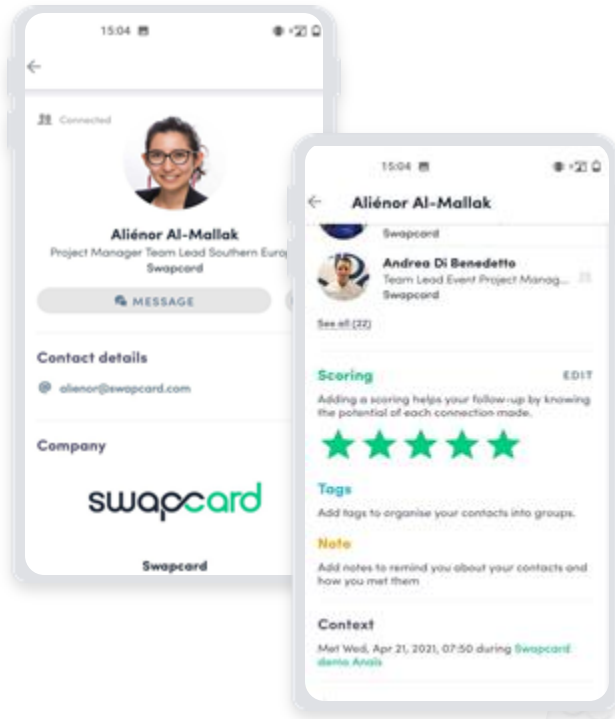 15:04
Connected
Aliénor Al-Mallak
Project Manager Team Lead Southern Europ
Swapcard
MESSAGE
Contact details
@ alienor@swapcard.com
Company
swapcard
Swapcard
15:04
Aliénor Al-Mallak
Swapcard
Andrea Di Benedetto
Team Lead Event Project Manag...
Swapcard
See all (22)
Scoring EDIT
Adding a scoring helps your follow-up by knowing
the potential of each connection made.
Tags
Add tags to organise your contacts into groups.
Note
Add notes to remind you about your contacts and
how you met them
Context
Met Wed, Apr 21, 2021, 07:50 during Swapcard
demo Anaïs